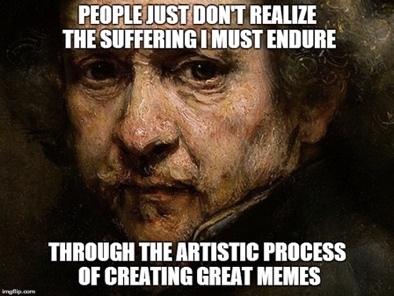 PEOPLE JUST DON'T REALIZE
THE SUFFERING I MUST ENDURE
THROUGH THE ARTISTIC PROCESS
OF CREATING GREAT MEMES
imgflip.com